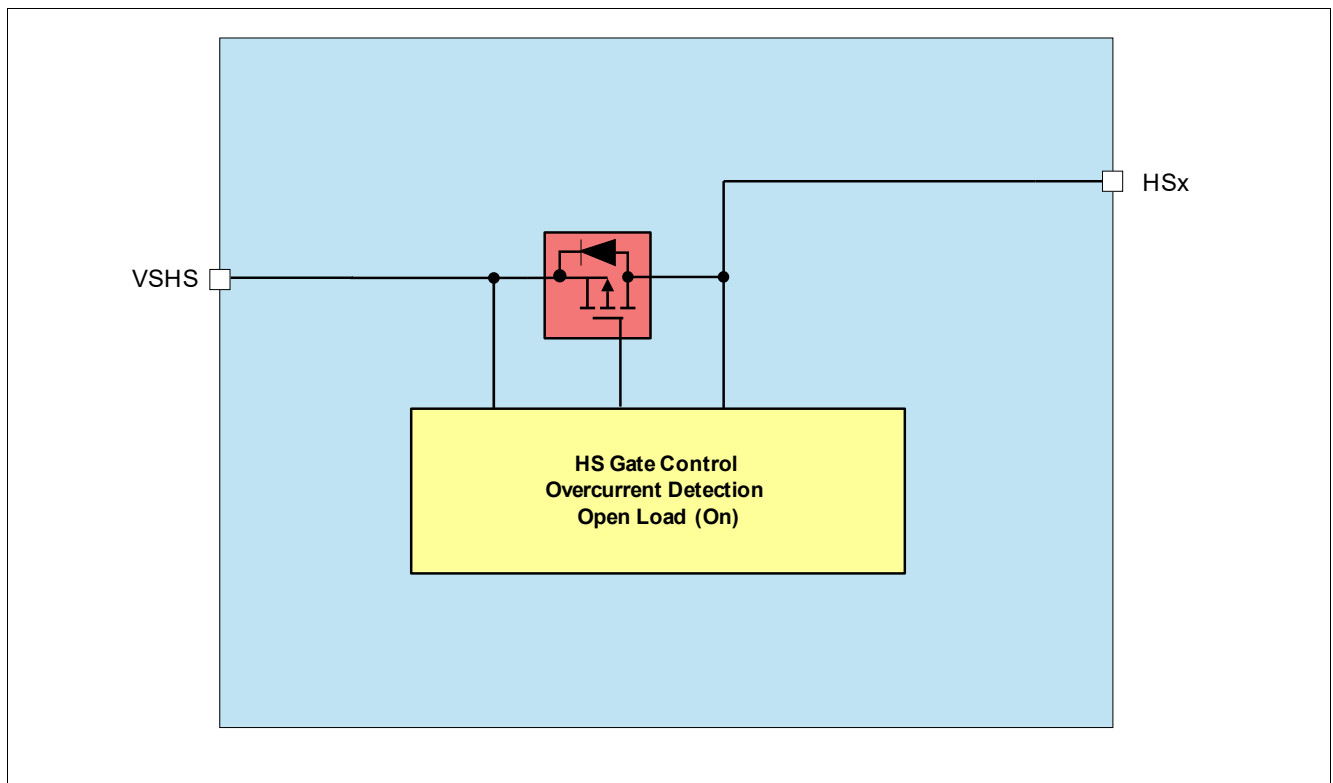 HSx
VSHS
HS Gate Control
Overcurrent Detection
Open Load (On)